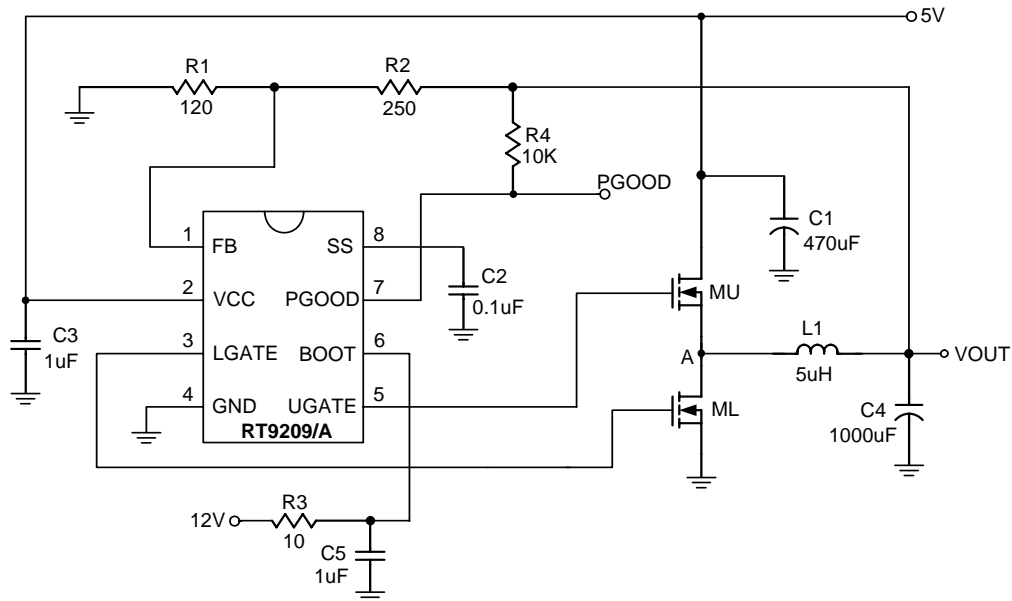 5V
R1
120
R2
250
R4
10K
PGOOD
C1
470uF
1
FB
SS
8
C2
0.1uF
2
VCC
PGOOD
7
MU
C3
1uF
3
LGATE
BOOT
6
L1
5uH
A
VOUT
4
GND
UGATE
5
ML
C4
1000uF
RT9209/A
12V
R3
10
C5
1uF